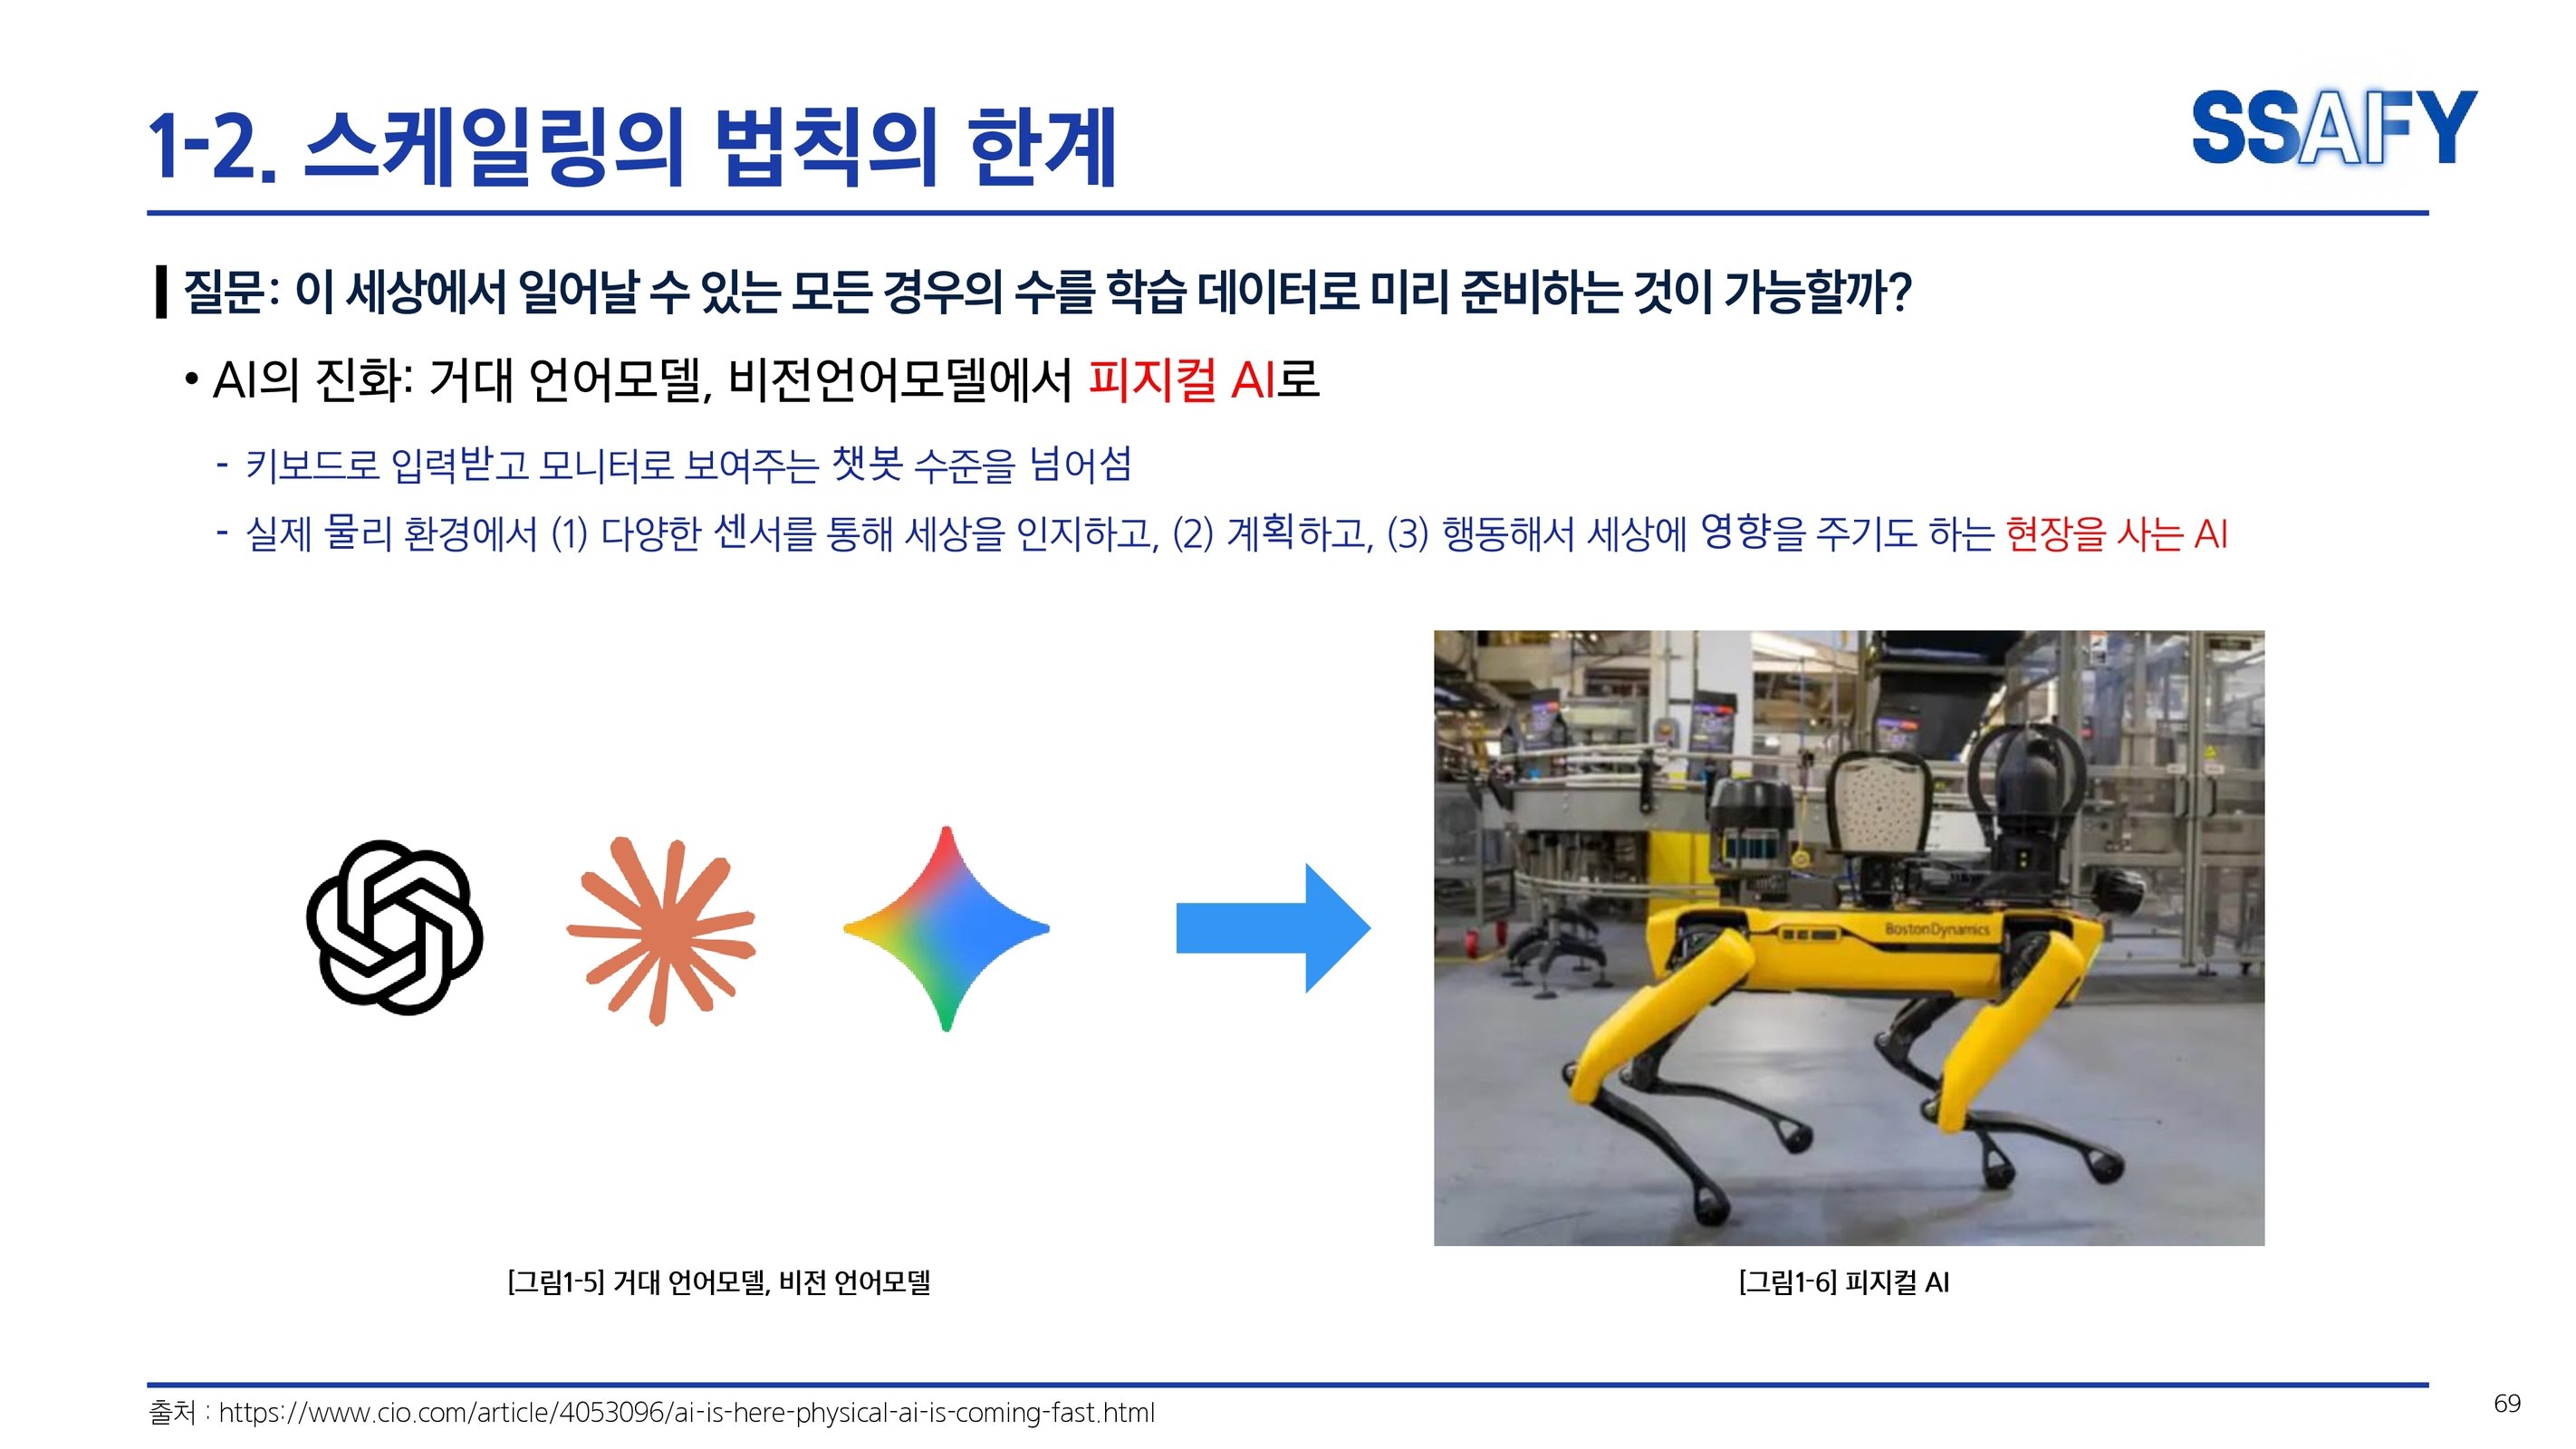 1-2. 스케일링의 법칙의 한계
SSAFY
질문: 이 세상에서 일어날 수 있는 모든 경우의 수를 학습 데이터로 미리 준비하는 것이 가능할까?
• AI의 진화: 거대 언어모델, 비전언어모델에서 피지컬 AI로
- 키보드로 입력받고 모니터로 보여주는 챗봇 수준을 넘어섬
- 실제 물리 환경에서 (1) 다양한 센서를 통해 세상을 인지하고, (2) 계획하고, (3) 행동해서 세상에 영향을 주기도 하는 현장을 사는 AI
BostonDynamics
[그림1-5] 거대 언어모델, 비전 언어모델
[그림1-6] 피지컬 AI
출처 : https://www.cio.com/article/4053096/ai-is-here-physical-ai-is-coming-fast.html
69